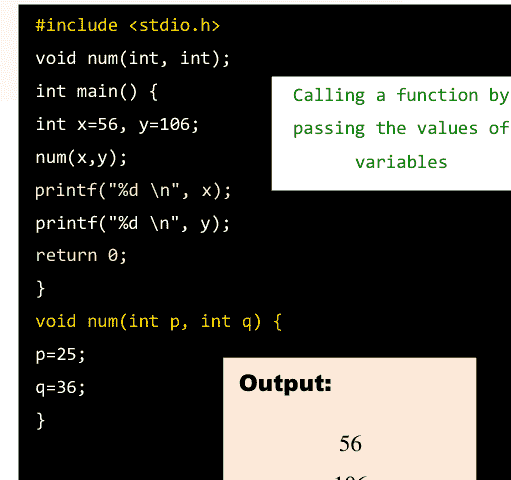 #include <stdio.h>
void num(int, int);
int main() {
int x=56, y=106;
num(x,y);
printf("%d \n", x);
printf("%d \n", y);
return 0;
}
void num(int p, int q) {
p=25;
q=36;
}
Calling a function by
passing the values of
variables
Output:
56
106